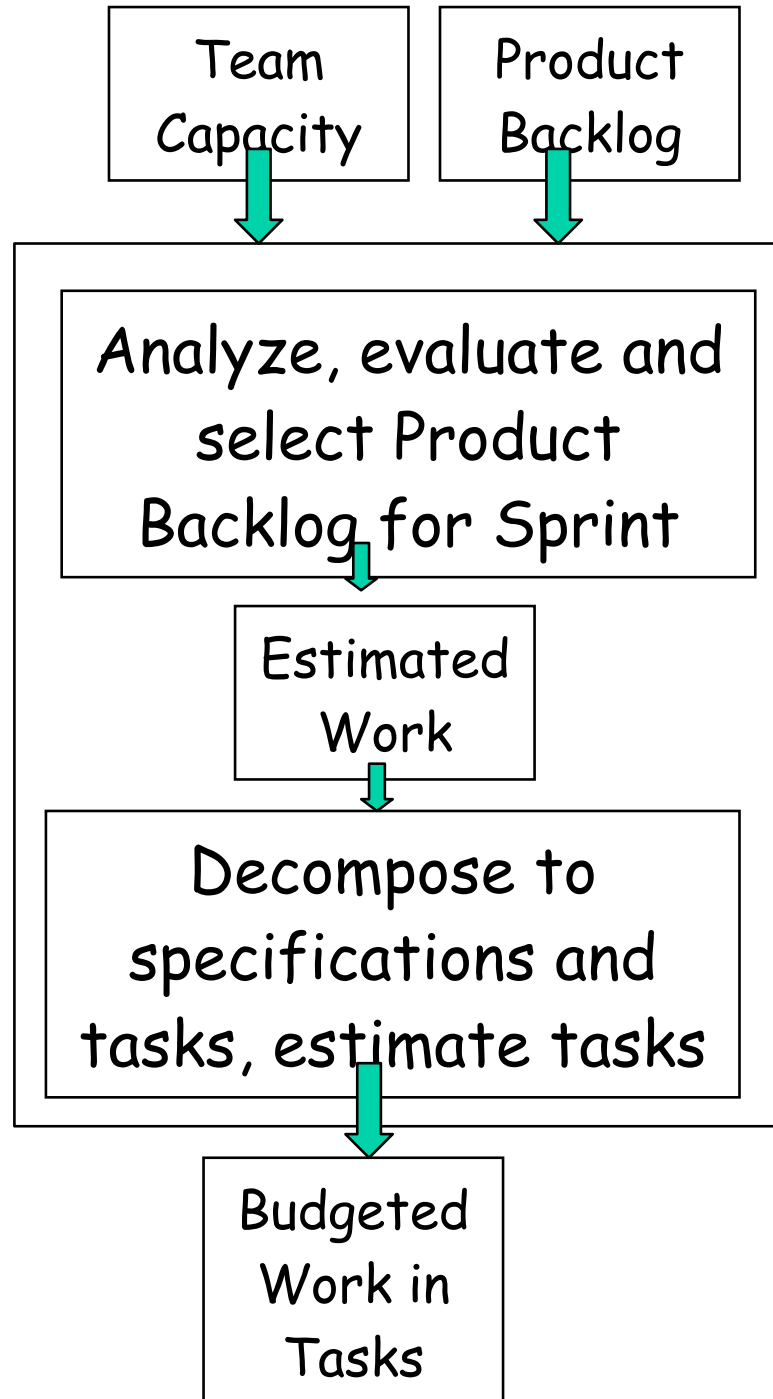 Team
Capacity
Product
Backlog
Analyze, evaluate and
select Product
Backlog for Sprint
Estimated
Work
Decompose to
specifications and
tasks, estimate tasks
Budgeted
Work in
Tasks